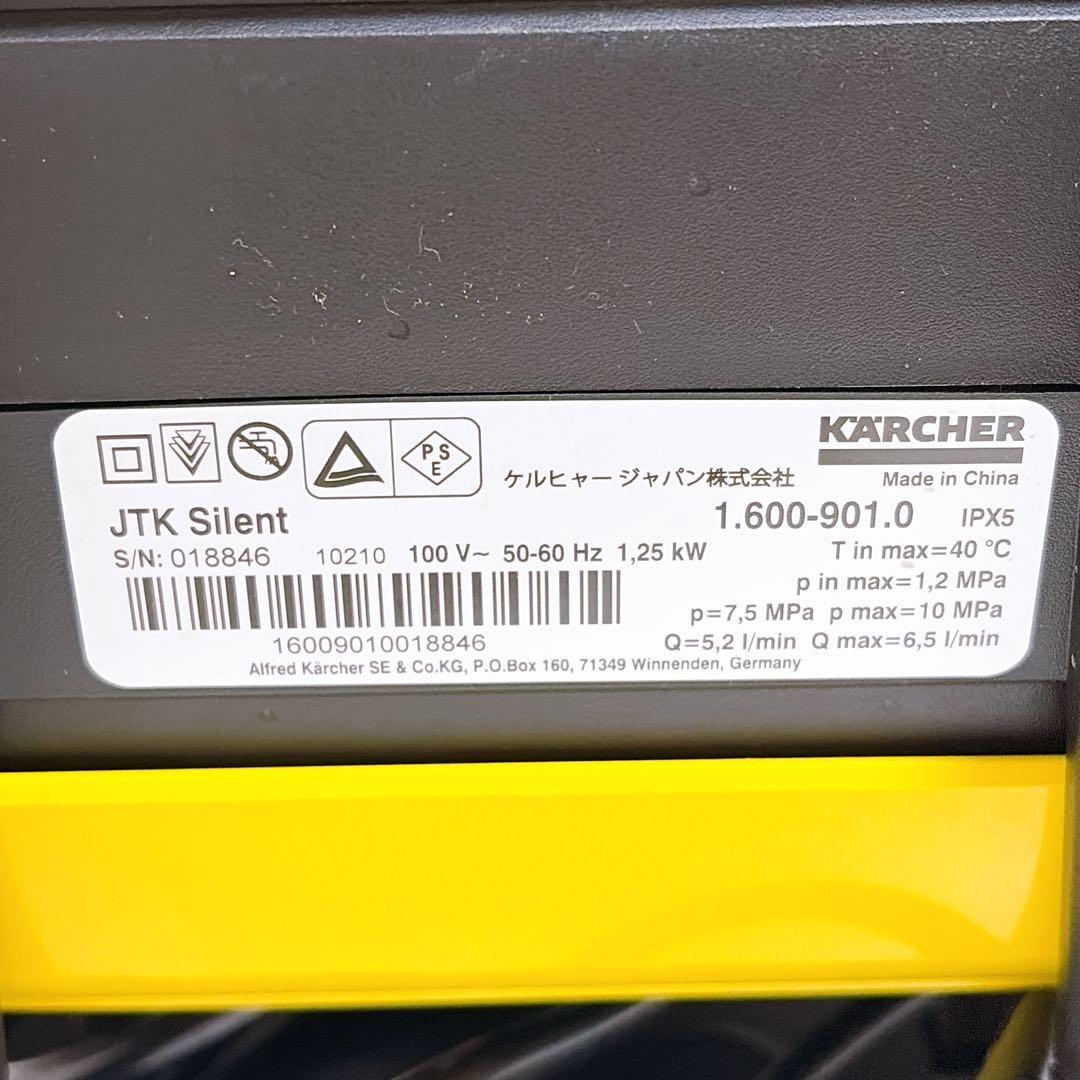 PS
E
ケルヒャー ジャパン株式会社
KÄRCHER
Made in China
JTK Silent
1.600-901.0 IPX5
S/N: 018846 10210 100 V~ 50-60 Hz 1,25 kW
T in max=40 °C
p in max=1,2 MPa
p=7,5 MPa p max=10 MPa
16009010018846
Q=5,2 l/min Q max=6,5 l/min
Alfred Kärcher SE & Co.KG, P.O.Box 160, 71349 Winnenden, Germany